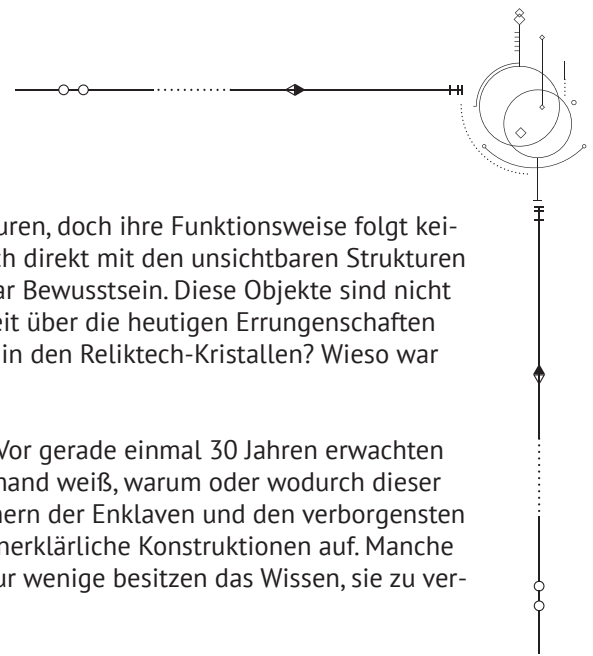 uren, doch ihre Funktionsweise folgt kei-
ch direkt mit den unsichtbaren Strukturen
ar Bewusstsein. Diese Objekte sind nicht
eit über die heutigen Errungenschaften
in den Reliktech-Kristallen? Wieso war
Vor gerade einmal 30 Jahren erwachten
nand weiß, warum oder wodurch dieser
nern der Enklaven und den verborgensten
nerklärliche Konstruktionen auf. Manche
ur wenige besitzen das Wissen, sie zu ver-